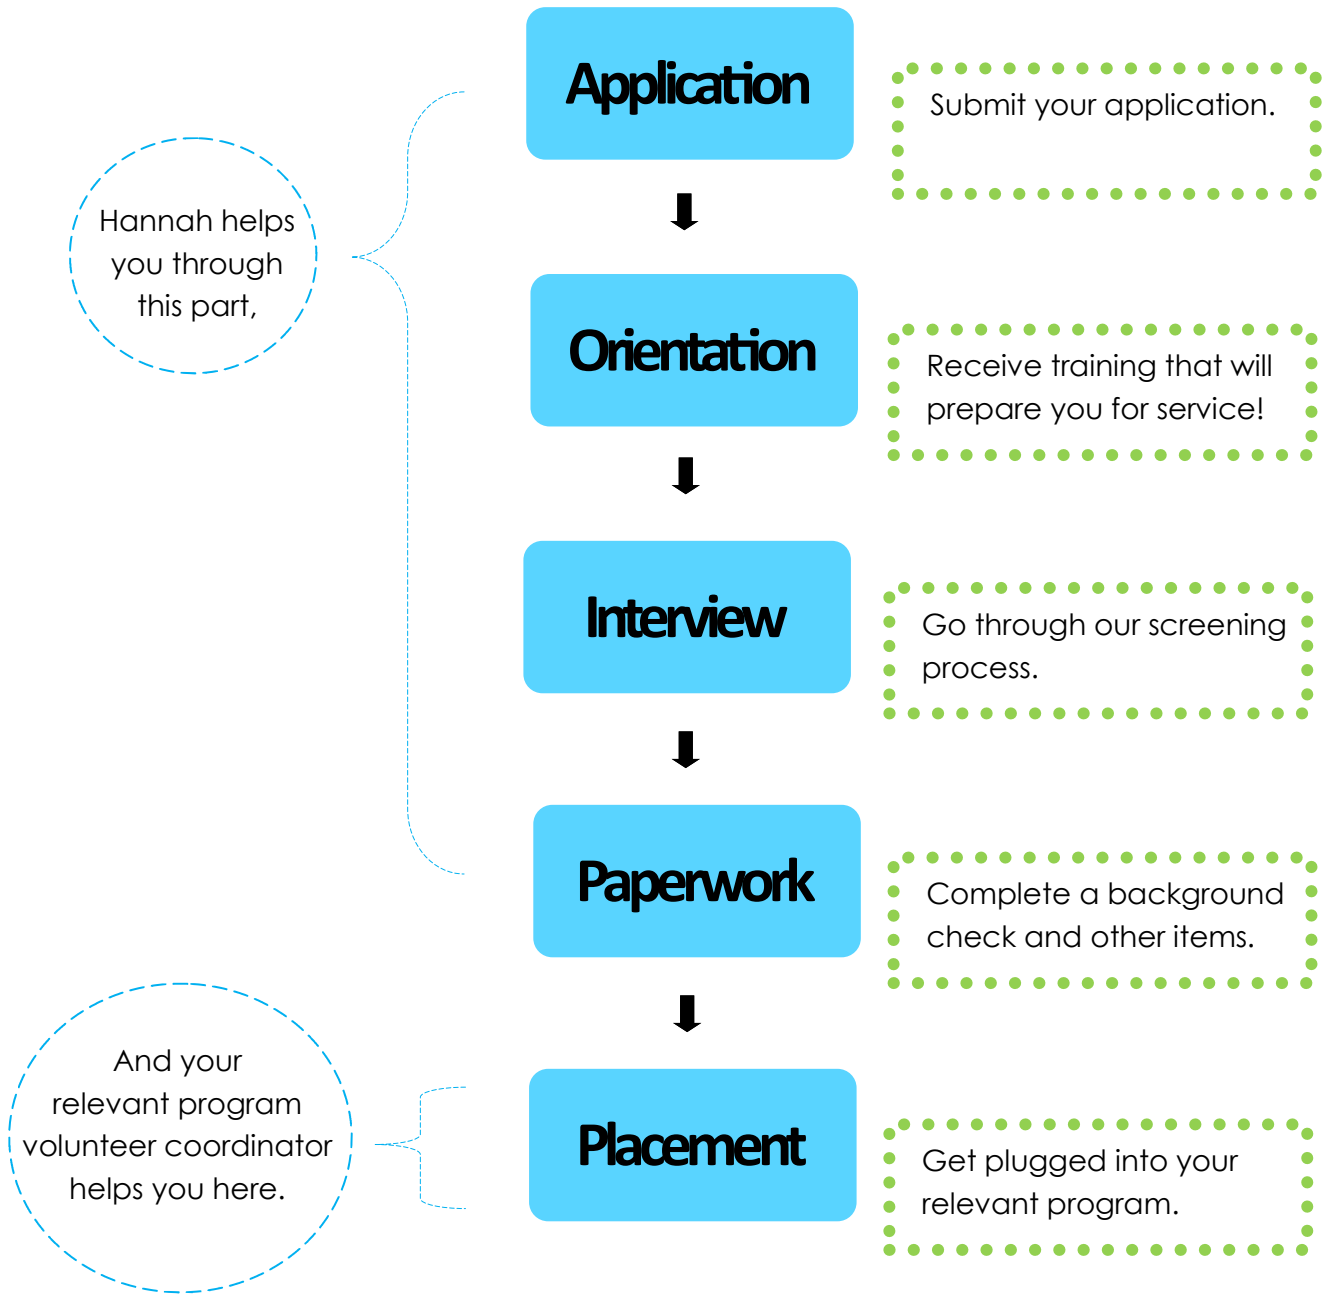 Application
Submit your application.
Hannah helps
you through
this part,
Orientation
Receive training that will
prepare you for service!
Interview
Go through our screening
process.
Paperwork
Complete a background
check and other items.
And your
relevant program
volunteer coordinator
helps you here.
Placement
Get plugged into your
relevant program.